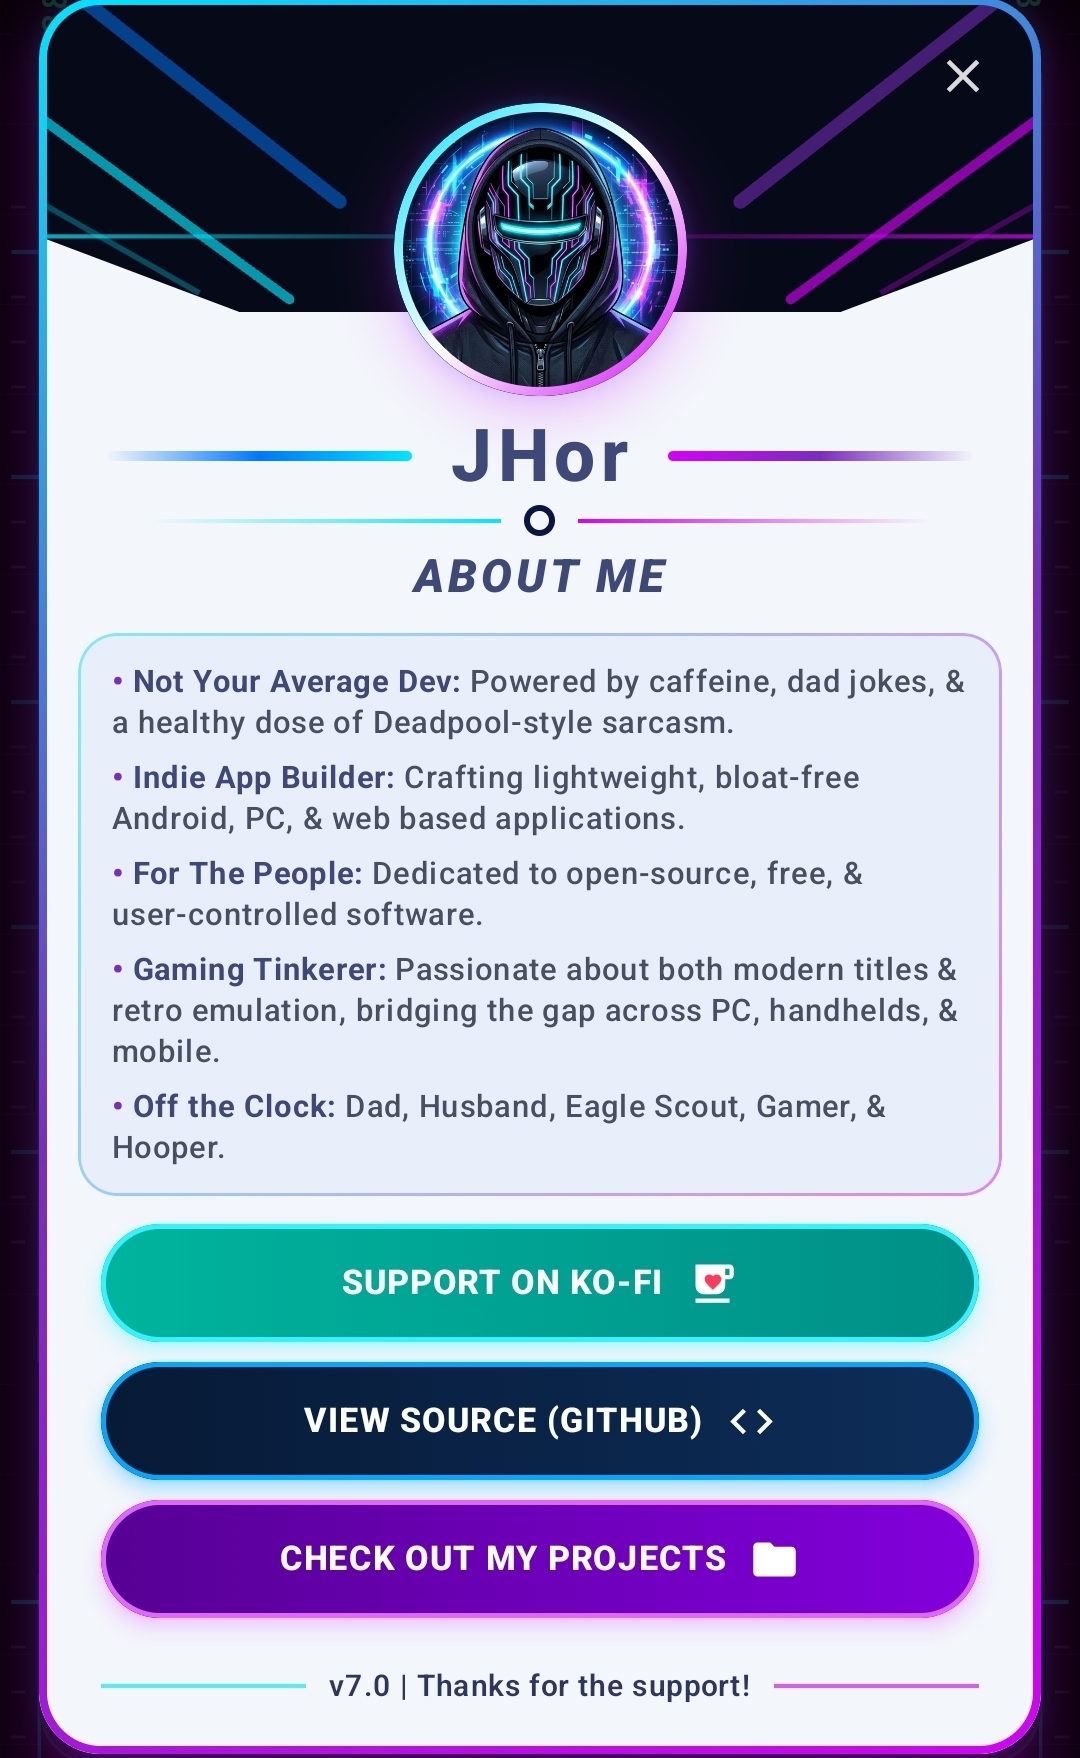 JHor
ABOUT ME
• Not Your Average Dev: Powered by caffeine, dad jokes, &
a healthy dose of Deadpool-style sarcasm.
• Indie App Builder: Crafting lightweight, bloat-free
Android, PC, & web based applications.
• For The People: Dedicated to open-source, free, &
user-controlled software.
• Gaming Tinkerer: Passionate about both modern titles &
retro emulation, bridging the gap across PC, handhelds, &
mobile.
• Off the Clock: Dad, Husband, Eagle Scout, Gamer, &
Hooper.
SUPPORT ON KO-FI
VIEW SOURCE (GITHUB)
CHECK OUT MY PROJECTS
v7.0 | Thanks for the support!